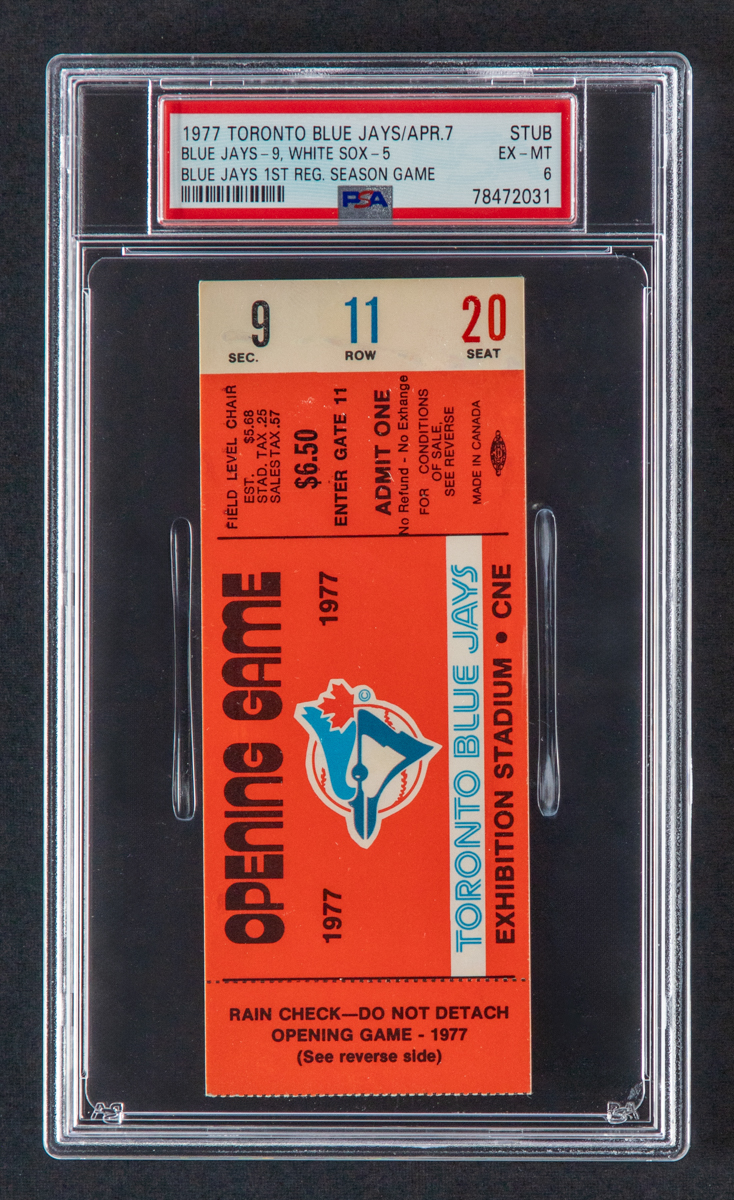 1977 TORONTO BLUE JAYS/APR.7 STUB
BLUE JAYS-9, WHITE SOX-5 EX-MT
BLUE JAYS 1ST REG. SEASON GAME 6
PSA 78472031
9 11 20
SEC. ROW SEAT
FIELD LEVEL CHAIR
EST. $5.68
STAD. TAX .25
SALES TAX .57
$6.50
ENTER GATE 11
ADMIT ONE
No Refund - No Exhange
FOR CONDITIONS
OF SALE,
SEE REVERSE
MADE IN CANADA
OPENING GAME
1977 1977
©
TORONTO BLUE JAYS
EXHIBITION STADIUM • CNE
RAIN CHECK—DO NOT DETACH
OPENING GAME - 1977
(See reverse side)